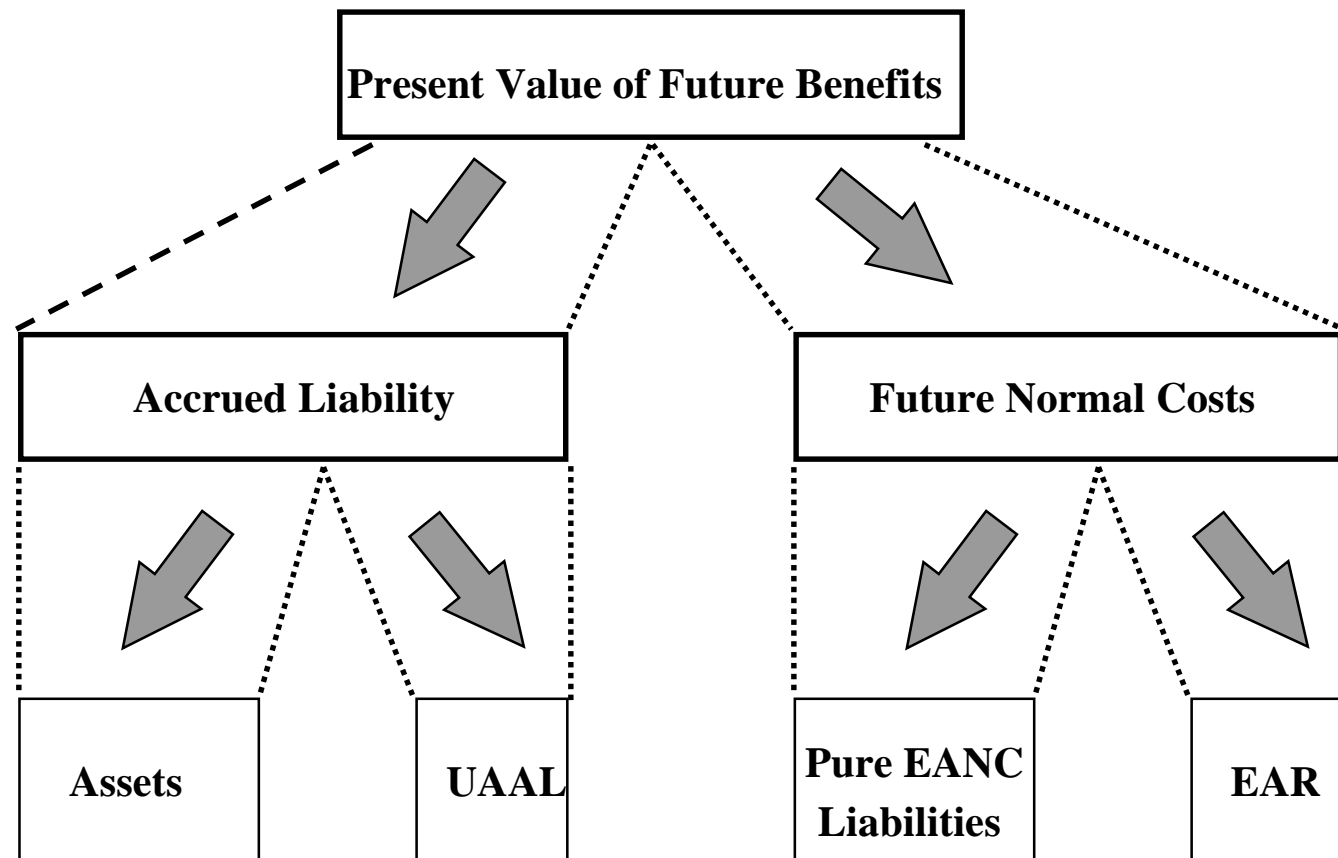 Present Value of Future Benefits
Accrued Liability
Future Normal Costs
Assets
UAAL
Pure EANC
Liabilities
EAR